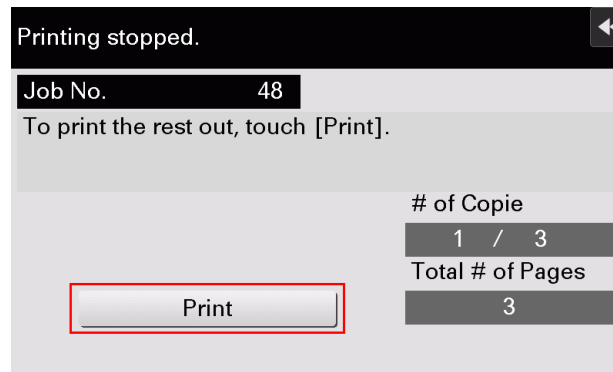 Printing stopped.
Job No. 48
To print the rest out, touch [Print].
# of Copie
1 / 3
Total # of Pages
3
Print